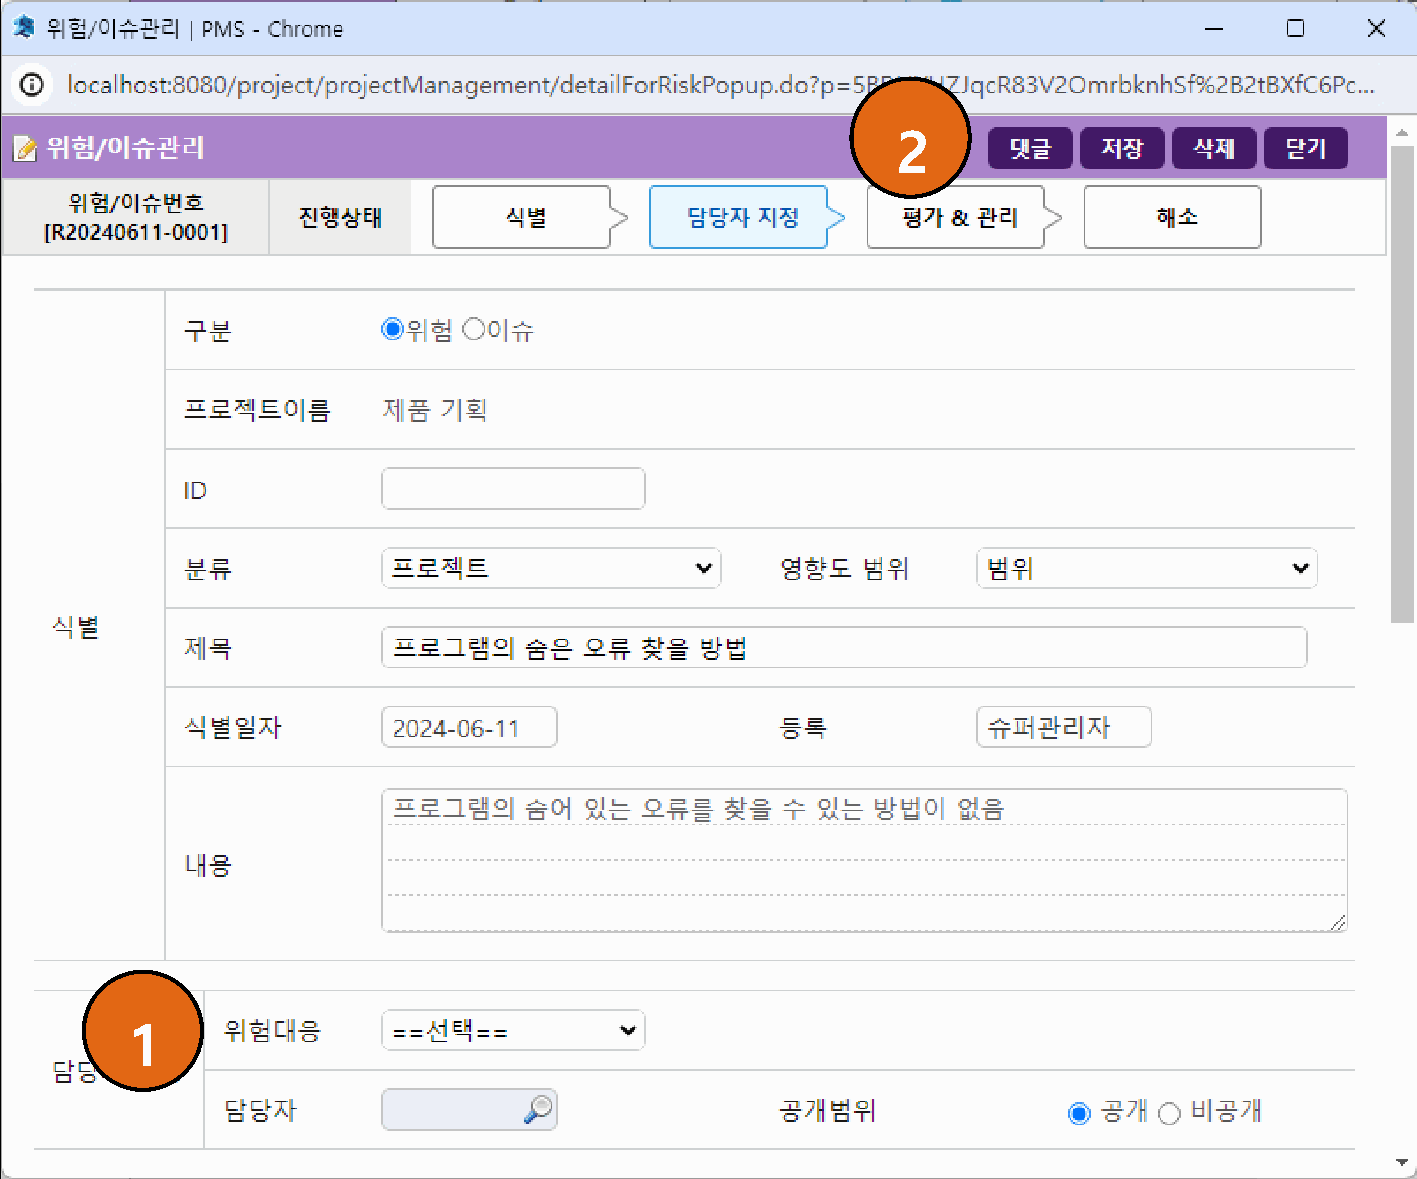 위험/이슈관리 | PMS - Chrome
localhost:8080/project/projectManagement/detailForRiskPopup.do?p=
위험/이슈관리
2
댓글 저장 삭제 닫기
위험/이슈번호
[R20240611-0001]
진행상태 식별 담당자 지정 평가 & 관리 해소
구분 위험 이슈
프로젝트이름 제품 기획
ID
분류 프로젝트 영향도 범위 범위
식별
제목 프로그램의 숨은 오류 찾을 방법
식별일자 2024-06-11 등록 슈퍼관리자
내용 프로그램의 숨어 있는 오류를 찾을 수 있는 방법이 없음
1
담당
위험대응 ==선택==
담당자 공개범위 공개 비공개